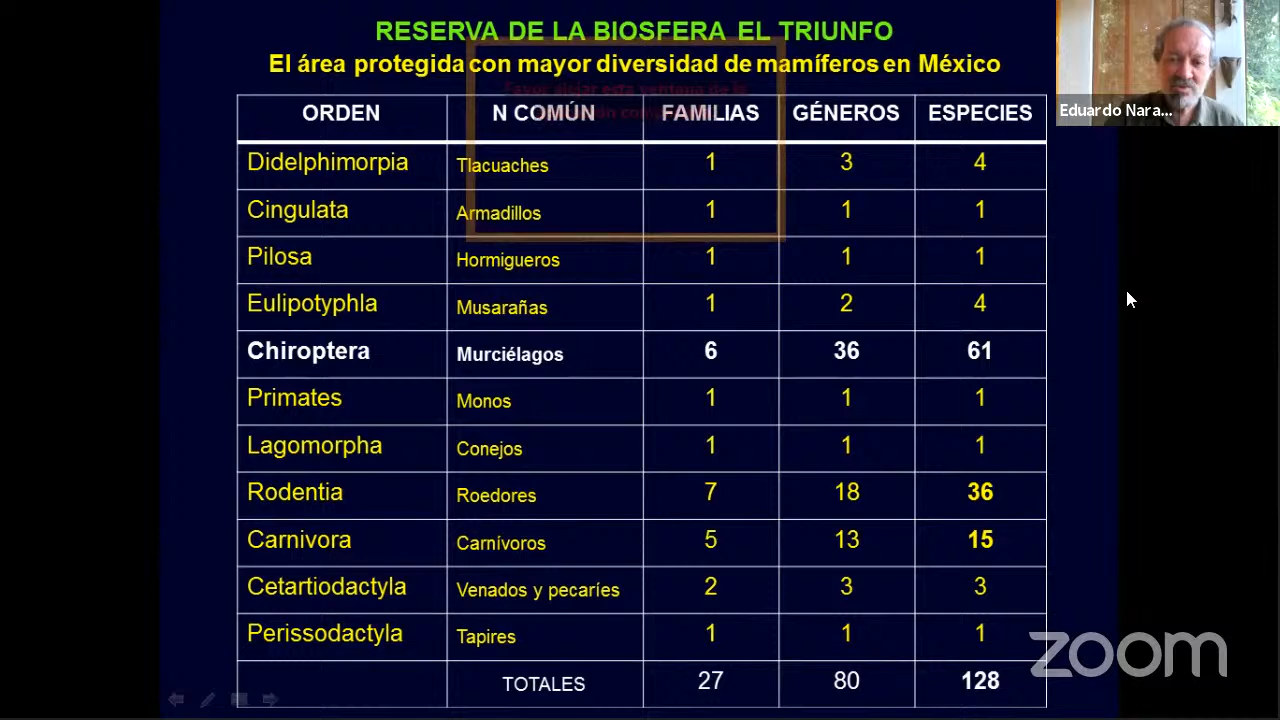 RESERVA DE LA BIOSFERA EL TRIUNFO
El área protegida con mayor diversidad de mamíferos en México
Eduardo Nara...
ORDEN N COMÚN FAMILIAS GÉNEROS ESPECIES
Didelphimorpia Tlacuaches 1 3 4
Cingulata Armadillos 1 1 1
Pilosa Hormigueros 1 1 1
Eulipotyphla Musarañas 1 2 4
Chiroptera Murciélagos 6 36 61
Primates Monos 1 1 1
Lagomorpha Conejos 1 1 1
Rodentia Roedores 7 18 36
Carnivora Carnívoros 5 13 15
Cetartiodactyla Venados y pecaríes 2 3 3
Perissodactyla Tapires 1 1 1
TOTALES 27 80 128
zoom